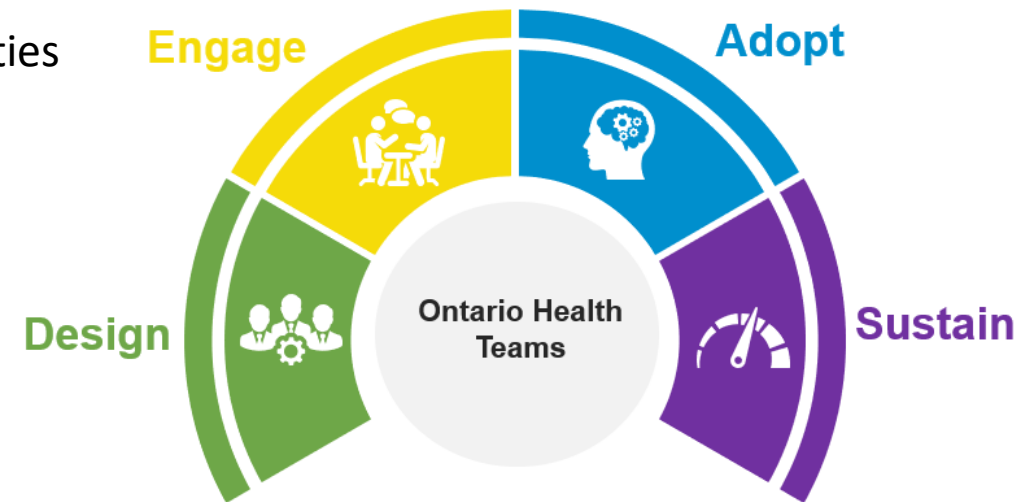 ties
Engage
Adopt
Design
Ontario Health
Teams
Sustain